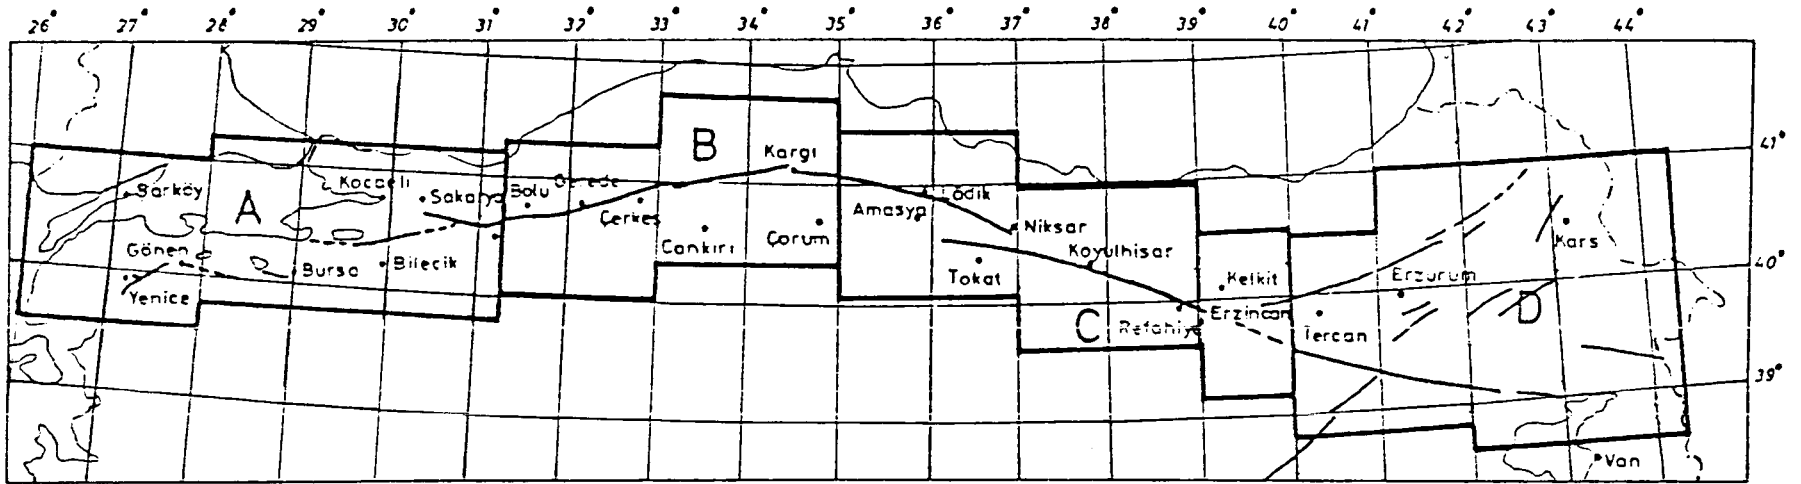 26° 27° 28° 29° 30° 31° 32° 33° 34° 35° 36° 37° 38° 39° 40° 41° 42° 43° 44°
41°
40°
39°
A
B
C
D
Şarköy
Gönen
Yenice
Bursa
Bilecik
Kocaeli
Sakarya
Bolu
Gerede
Çerkeş
Cankırı
Kargı
Çorum
Amasya
Lâdik
Niksar
Tokat
Koyulhisar
Refahiye
Kelkit
Erzincan
Tercan
Erzurum
Kars
Van